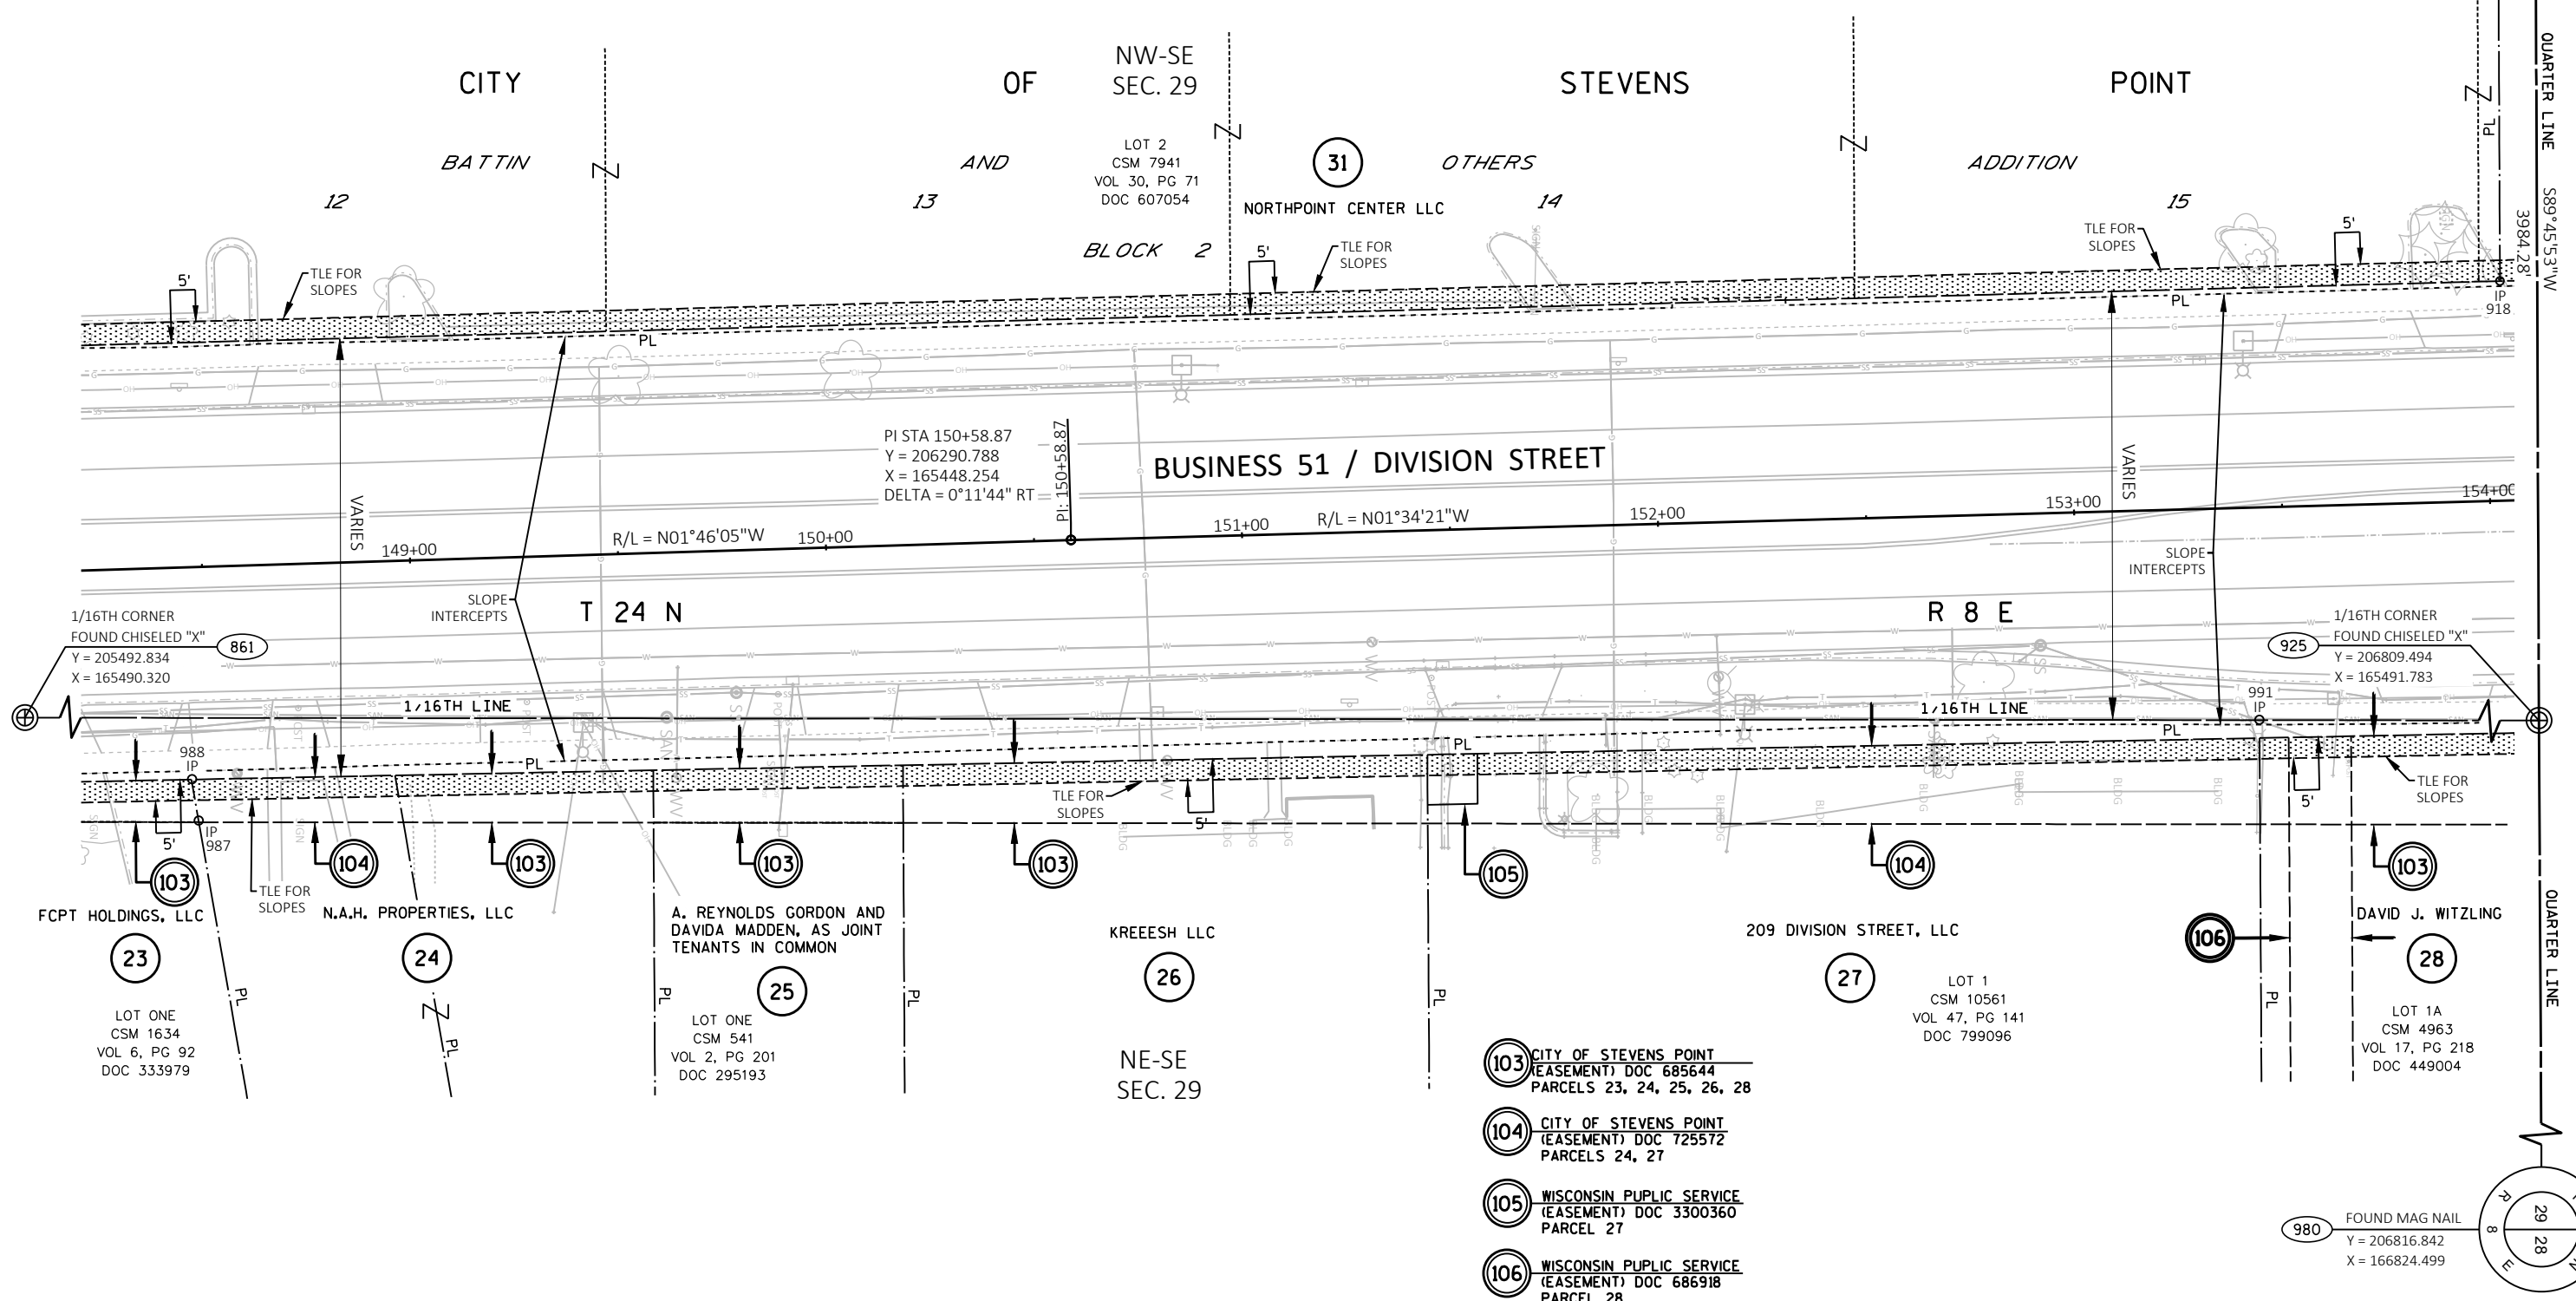 CITY OF STEVENS POINT
NW-SE
SEC. 29
BATTIN AND OTHERS ADDITION
12
13
14
15
LOT 2
CSM 7941
VOL 30, PG 71
DOC 607054
31
NORTHPOINT CENTER LLC
BLOCK 2
5'
TLE FOR
SLOPES
5'
TLE FOR
SLOPES
TLE FOR
SLOPES
5'
PL
QUARTER LINE
S89°45'53"W
3984.28'
IP
918
PL
PL
VARIES
PI STA 150+58.87
Y = 206290.788
X = 165448.254
DELTA = 0°11'44" RT
PI: 150+58.87
BUSINESS 51 / DIVISION STREET
VARIES
149+00
R/L = N01°46'05"W
150+00
151+00
R/L = N01°34'21"W
152+00
153+00
154+00
SLOPE
INTERCEPTS
SLOPE
INTERCEPTS
T 24 N
R 8 E
1/16TH CORNER
FOUND CHISELED "X"
861
Y = 205492.834
X = 165490.320
1/16TH CORNER
FOUND CHISELED "X"
925
Y = 206809.494
X = 165491.783
1/16TH LINE
1/16TH LINE
991
IP
988
IP
PL
PL
PL
IP
987
5'
TLE FOR
SLOPES
TLE FOR
SLOPES
5'
5'
TLE FOR
SLOPES
SIGN
SIGN
BLDG
BLDG
BLDG
BLDG
BLDG
BLDG
BLDG
BLDG
BLDG
BLDG
103
104
103
103
103
105
104
103
106
FCPT HOLDINGS, LLC
23
LOT ONE
CSM 1634
VOL 6, PG 92
DOC 333979
PL
N.A.H. PROPERTIES, LLC
24
PL
A. REYNOLDS GORDON AND
DAVIDA MADDEN, AS JOINT
TENANTS IN COMMON
25
LOT ONE
CSM 541
VOL 2, PG 201
DOC 295193
PL
PL
KREEESH LLC
26
NE-SE
SEC. 29
PL
209 DIVISION STREET, LLC
27
LOT 1
CSM 10561
VOL 47, PG 141
DOC 799096
PL
DAVID J. WITZLING
28
LOT 1A
CSM 4963
VOL 17, PG 218
DOC 449004
QUARTER LINE
103
CITY OF STEVENS POINT
(EASEMENT) DOC 685644
PARCELS 23, 24, 25, 26, 28
104
CITY OF STEVENS POINT
(EASEMENT) DOC 725572
PARCELS 24, 27
105
WISCONSIN PUPLIC SERVICE
(EASEMENT) DOC 3300360
PARCEL 27
106
WISCONSIN PUPLIC SERVICE
(EASEMENT) DOC 686918
PARCEL 28
980
FOUND MAG NAIL
Y = 206816.842
X = 166824.499
R 8 E
29
28